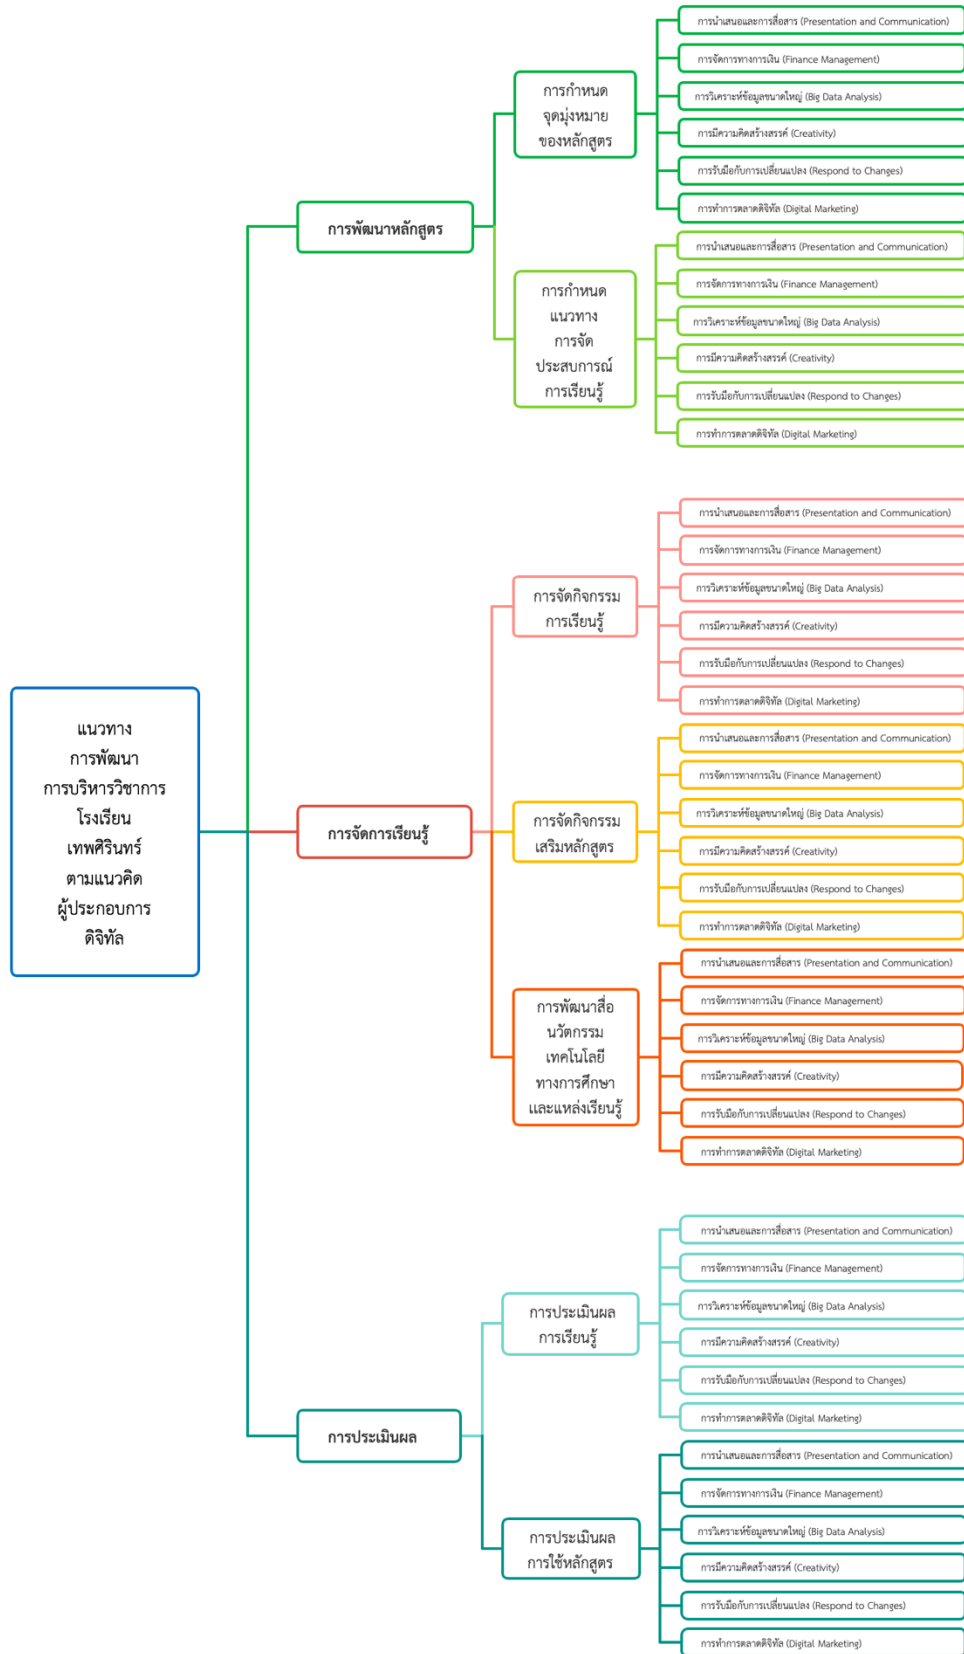 แนวทาง
การพัฒนา
การบริหารวิชาการ
โรงเรียน
เทพศิรินทร์
ตามแนวคิด
ผู้ประกอบการ
ดิจิทัล
การพัฒนาหลักสูตร
การกำหนด
จุดมุ่งหมาย
ของหลักสูตร
การนำเสนอและการสื่อสาร (Presentation and Communication)
การจัดการทางการเงิน (Finance Management)
การวิเคราะห์ข้อมูลขนาดใหญ่ (Big Data Analysis)
การมีความคิดสร้างสรรค์ (Creativity)
การรับมือกับการเปลี่ยนแปลง (Respond to Changes)
การทำการตลาดดิจิทัล (Digital Marketing)
การกำหนด
แนวทาง
การจัด
ประสบการณ์
การเรียนรู้
การนำเสนอและการสื่อสาร (Presentation and Communication)
การจัดการทางการเงิน (Finance Management)
การวิเคราะห์ข้อมูลขนาดใหญ่ (Big Data Analysis)
การมีความคิดสร้างสรรค์ (Creativity)
การรับมือกับการเปลี่ยนแปลง (Respond to Changes)
การทำการตลาดดิจิทัล (Digital Marketing)
การจัดการเรียนรู้
การจัดกิจกรรม
การเรียนรู้
การนำเสนอและการสื่อสาร (Presentation and Communication)
การจัดการทางการเงิน (Finance Management)
การวิเคราะห์ข้อมูลขนาดใหญ่ (Big Data Analysis)
การมีความคิดสร้างสรรค์ (Creativity)
การรับมือกับการเปลี่ยนแปลง (Respond to Changes)
การทำการตลาดดิจิทัล (Digital Marketing)
การจัดกิจกรรม
เสริมหลักสูตร
การนำเสนอและการสื่อสาร (Presentation and Communication)
การจัดการทางการเงิน (Finance Management)
การวิเคราะห์ข้อมูลขนาดใหญ่ (Big Data Analysis)
การมีความคิดสร้างสรรค์ (Creativity)
การรับมือกับการเปลี่ยนแปลง (Respond to Changes)
การทำการตลาดดิจิทัล (Digital Marketing)
การพัฒนาสื่อ
นวัตกรรม
เทคโนโลยี
ทางการศึกษา
และแหล่งเรียนรู้
การนำเสนอและการสื่อสาร (Presentation and Communication)
การจัดการทางการเงิน (Finance Management)
การวิเคราะห์ข้อมูลขนาดใหญ่ (Big Data Analysis)
การมีความคิดสร้างสรรค์ (Creativity)
การรับมือกับการเปลี่ยนแปลง (Respond to Changes)
การทำการตลาดดิจิทัล (Digital Marketing)
การประเมินผล
การประเมินผล
การเรียนรู้
การนำเสนอและการสื่อสาร (Presentation and Communication)
การจัดการทางการเงิน (Finance Management)
การวิเคราะห์ข้อมูลขนาดใหญ่ (Big Data Analysis)
การมีความคิดสร้างสรรค์ (Creativity)
การรับมือกับการเปลี่ยนแปลง (Respond to Changes)
การทำการตลาดดิจิทัล (Digital Marketing)
การประเมินผล
การใช้หลักสูตร
การนำเสนอและการสื่อสาร (Presentation and Communication)
การจัดการทางการเงิน (Finance Management)
การวิเคราะห์ข้อมูลขนาดใหญ่ (Big Data Analysis)
การมีความคิดสร้างสรรค์ (Creativity)
การรับมือกับการเปลี่ยนแปลง (Respond to Changes)
การทำการตลาดดิจิทัล (Digital Marketing)